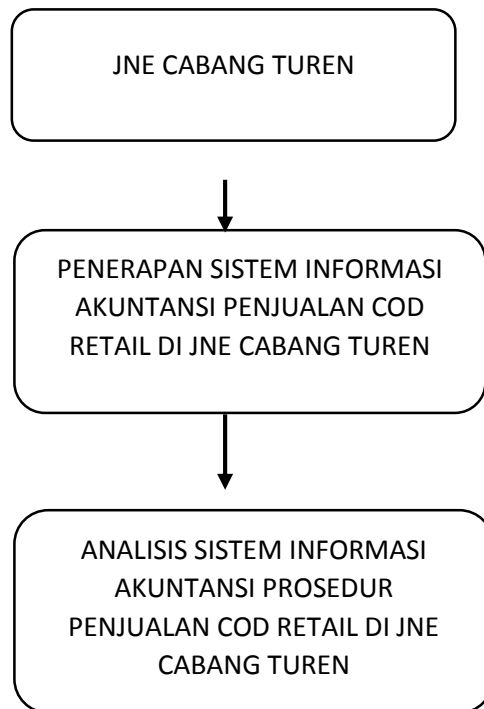 JNE CABANG TUREN
PENERAPAN SISTEM INFORMASI
AKUNTANSI PENJUALAN COD
RETAIL DI JNE CABANG TUREN
ANALISIS SISTEM INFORMASI
AKUNTANSI PROSEDUR
PENJUALAN COD RETAIL DI JNE
CABANG TUREN